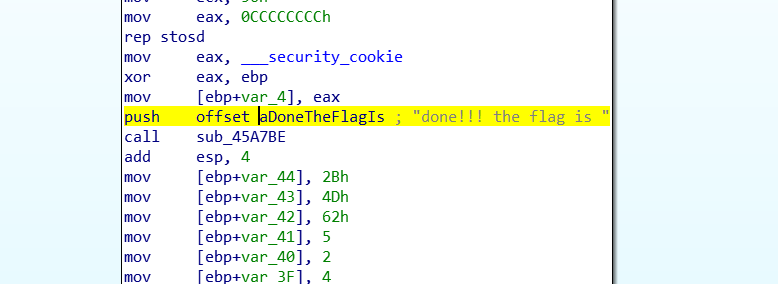 mov eax, 0CCCCCCCCh
rep stosd
mov eax, ___security_cookie
xor eax, ebp
mov [ebp+var_4], eax
push offset aDoneTheFlagIs ; "done!!! the flag is "
call sub_45A7BE
add esp, 4
mov [ebp+var_44], 2Bh
mov [ebp+var_43], 4Dh
mov [ebp+var_42], 62h
mov [ebp+var_41], 5
mov [ebp+var_40], 2
mov [ebp+var_3F], 4